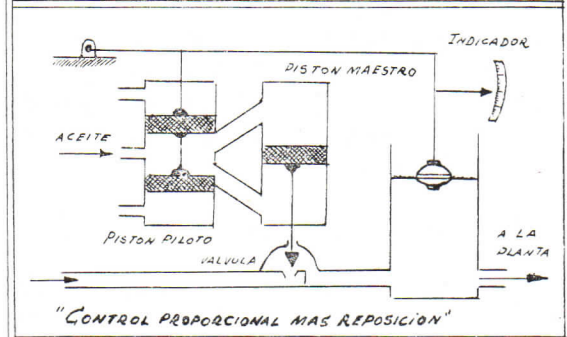 INDICADOR
PISTON MAESTRO
ACEITE
PISTON PILOTO
VALVULA
A LA
PLANTA
"CONTROL PROPORCIONAL MAS REPOSICION"